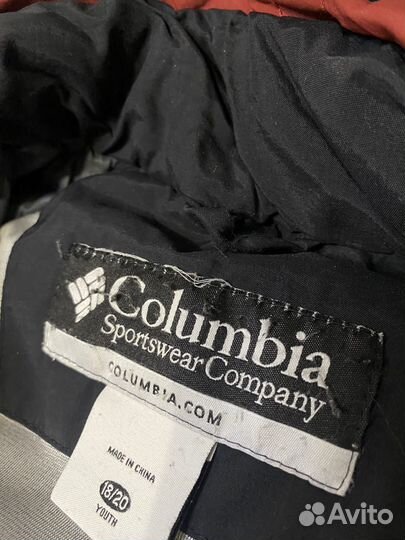 Columbia
Sportswear Company
COLUMBIA.COM
MADE IN CHINA
18/20
YOUTH
Avito